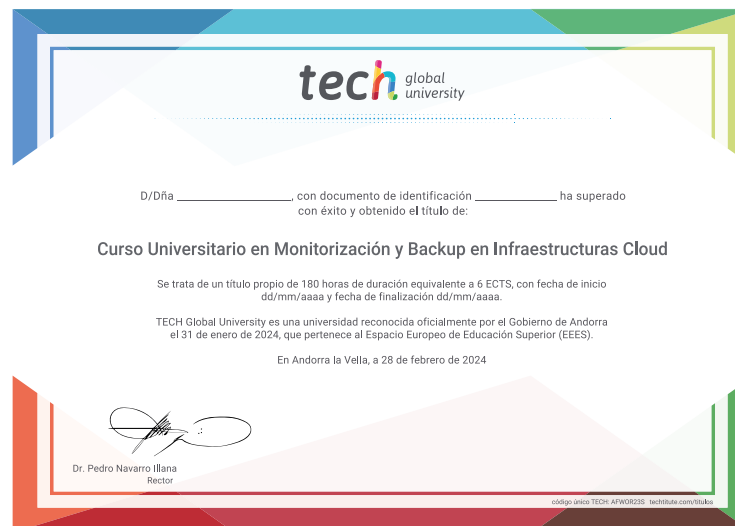 tech global university
D/Dña ______________, con documento de identificación __________ ha superado
con éxito y obtenido el título de:
Curso Universitario en Monitorización y Backup en Infraestructuras Cloud
Se trata de un título propio de 180 horas de duración equivalente a 6 ECTS, con fecha de inicio
dd/mm/aaaa y fecha de finalización dd/mm/aaaa.
TECH Global University es una universidad reconocida oficialmente por el Gobierno de Andorra
el 31 de enero de 2024, que pertenece al Espacio Europeo de Educación Superior (EEES).
En Andorra la Vella, a 28 de febrero de 2024
Dr. Pedro Navarro Illana
Rector
código único TECH: AFWOR23S techtitute.com/titulos